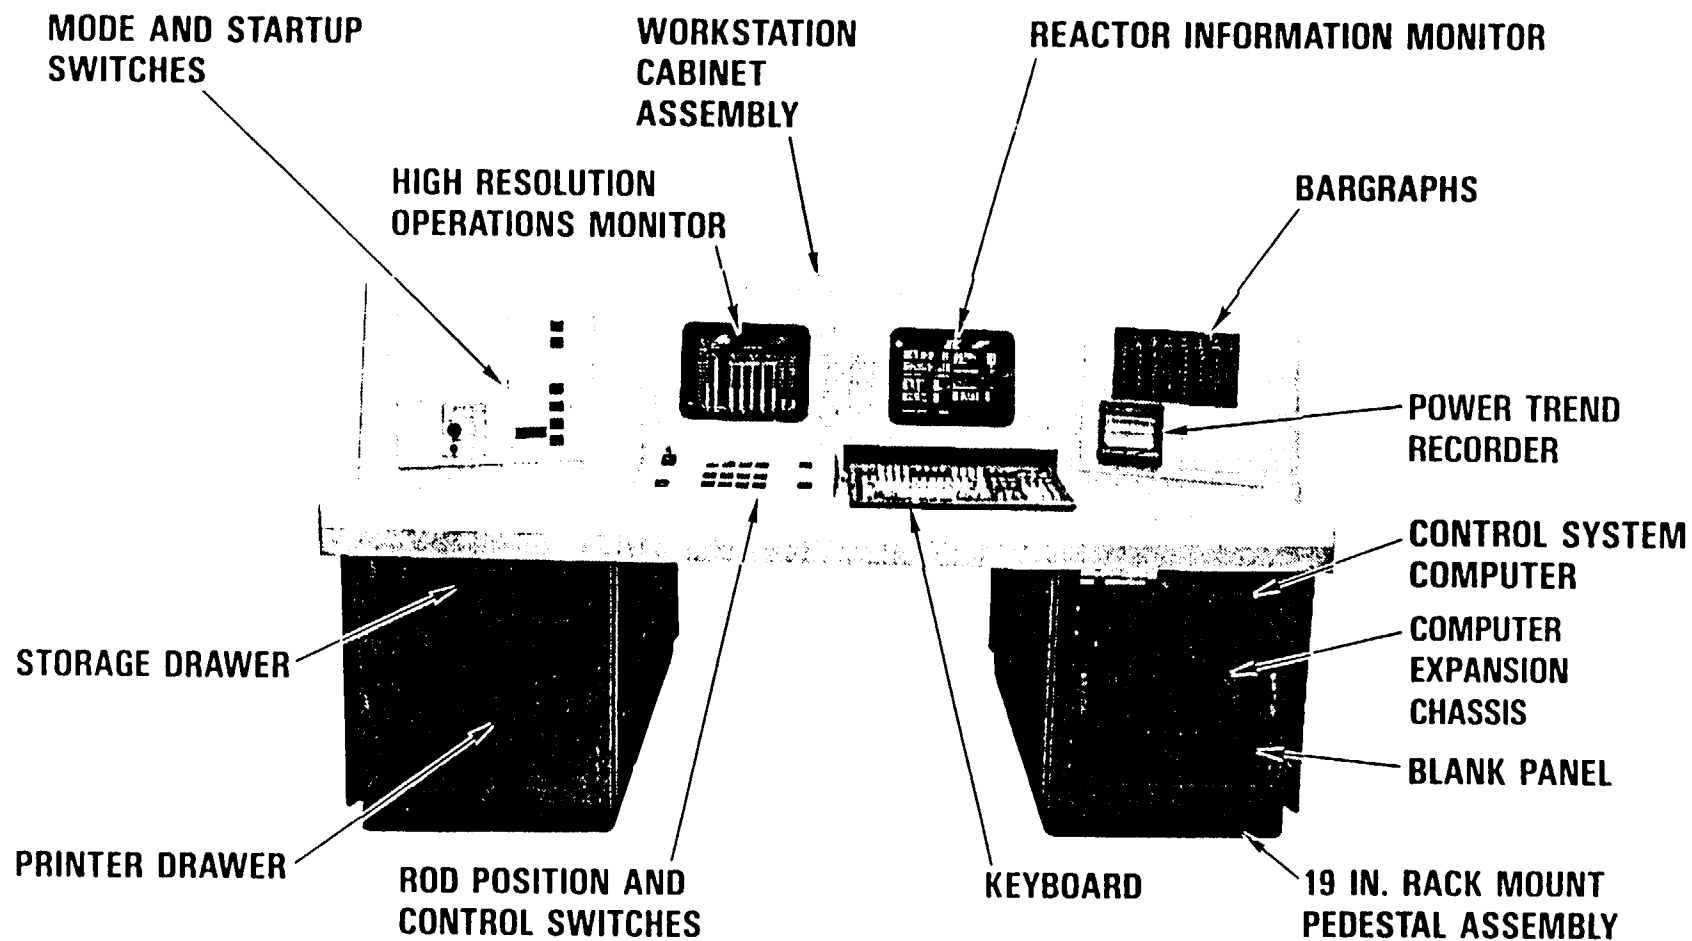 MODE AND STARTUP
SWITCHES
WORKSTATION
CABINET
ASSEMBLY
REACTOR INFORMATION MONITOR
HIGH RESOLUTION
OPERATIONS MONITOR
BARGRAPHS
POWER TREND
RECORDER
CONTROL SYSTEM
COMPUTER
COMPUTER
EXPANSION
CHASSIS
STORAGE DRAWER
BLANK PANEL
PRINTER DRAWER
ROD POSITION AND
CONTROL SWITCHES
KEYBOARD
19 IN. RACK MOUNT
PEDESTAL ASSEMBLY